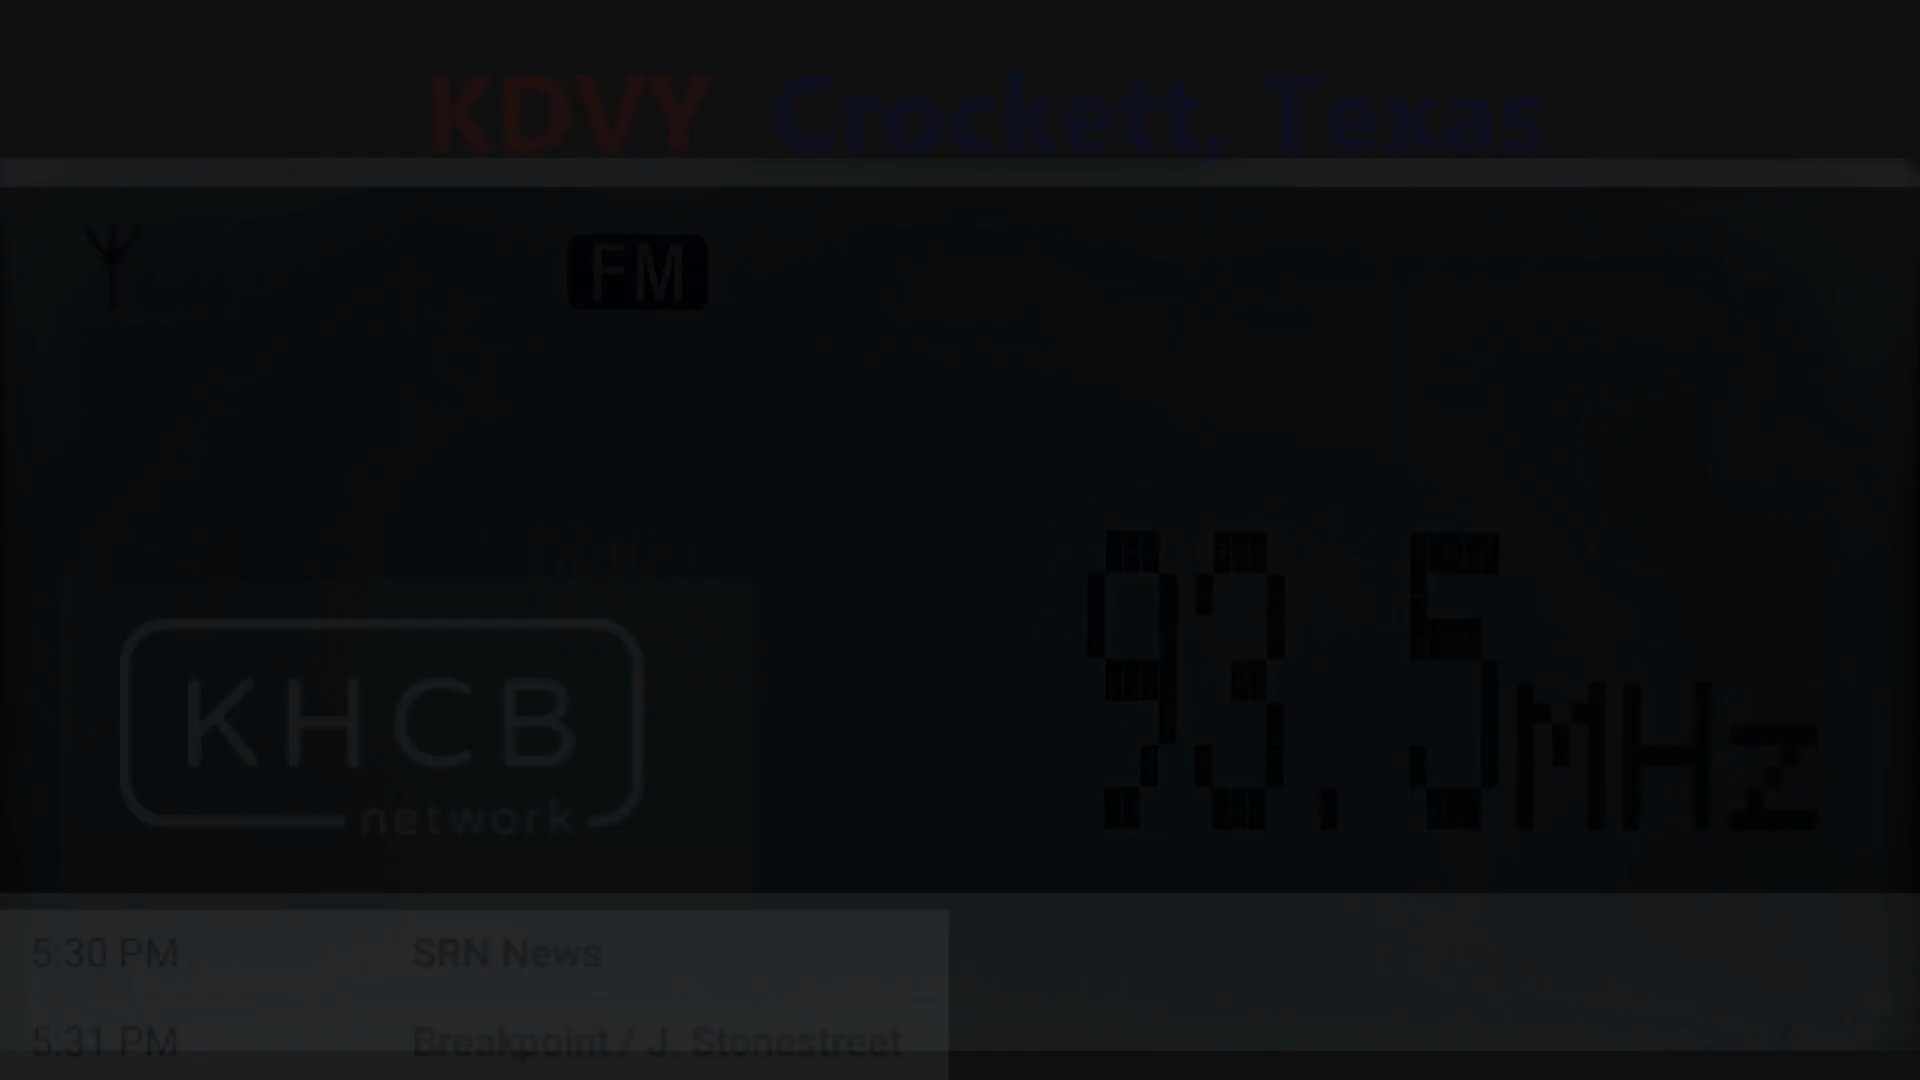 KDVY Crockett, Texas
FM
93.5MHz
KHCB
network
5:30 PM SRN News
5:31 PM Breakpoint / J. Stonestreet